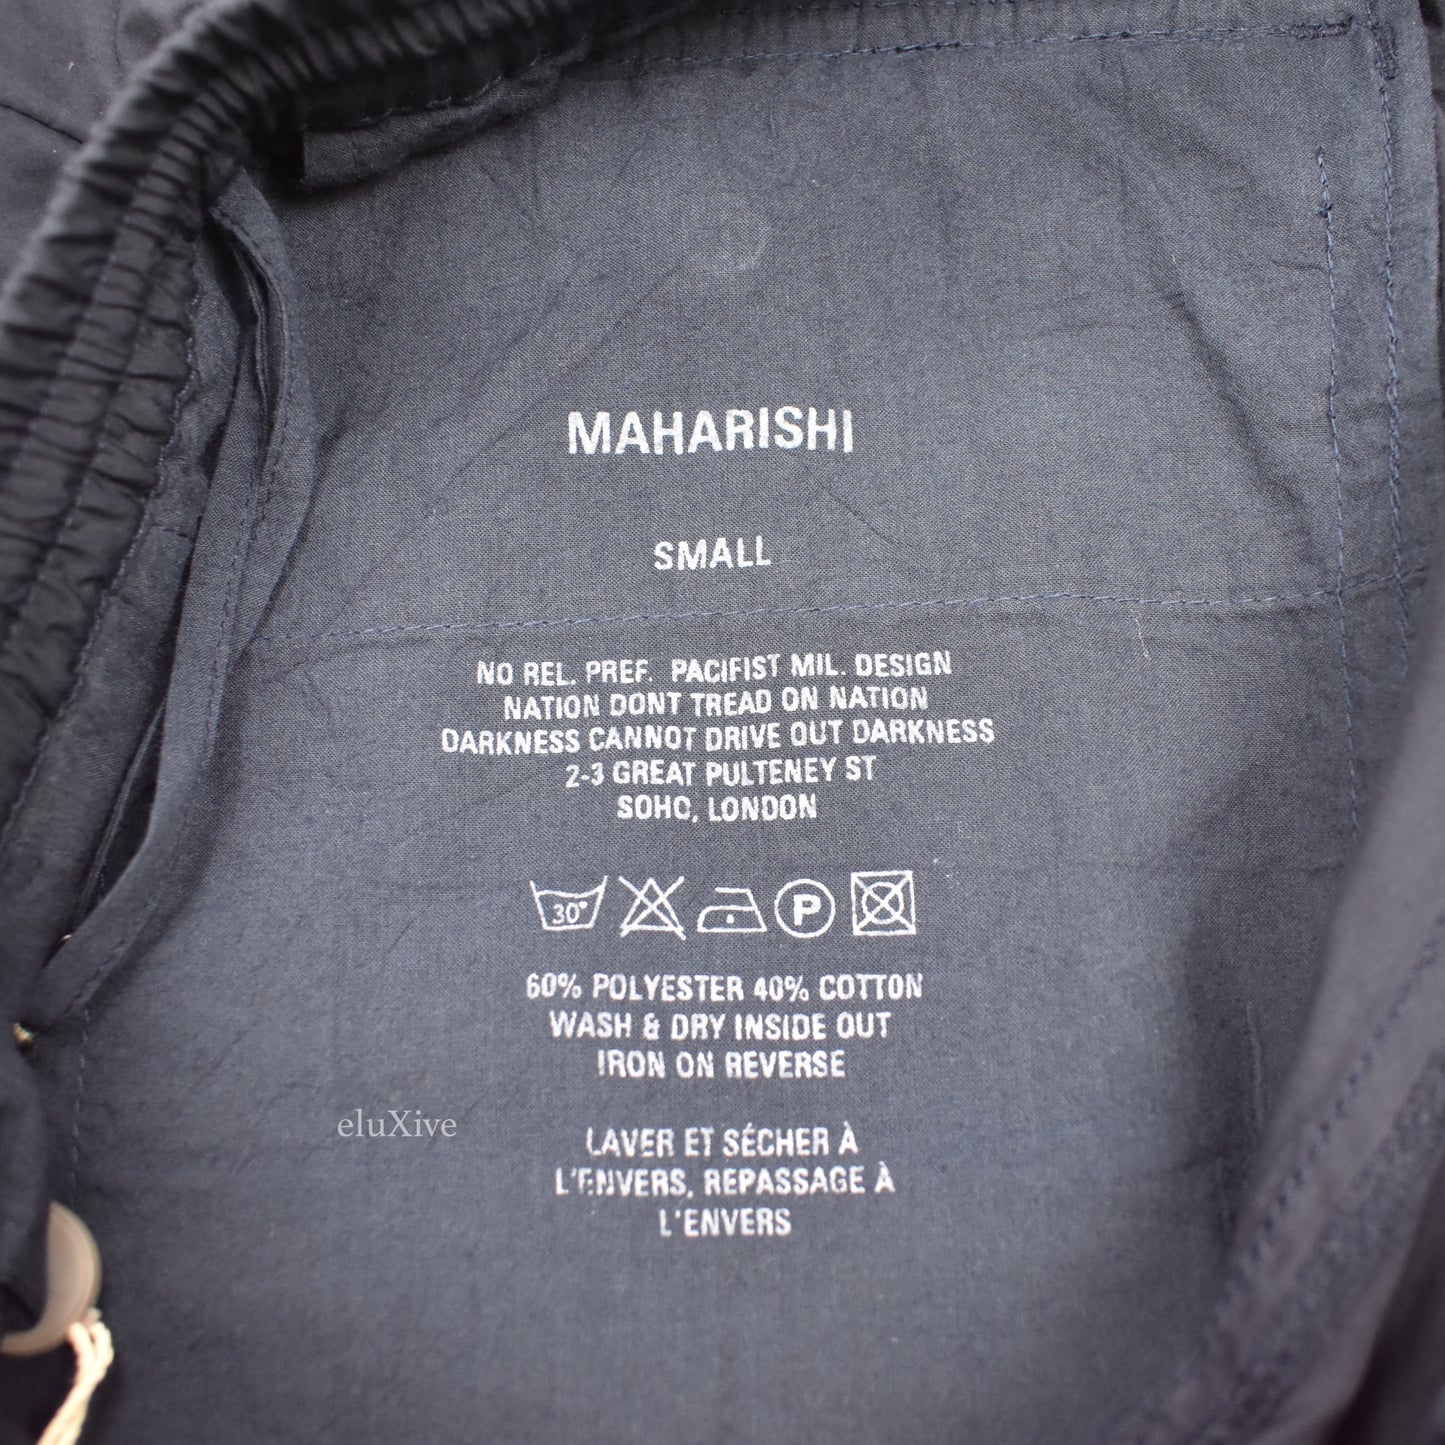 MAHARISHI
SMALL
NO REL. PREF. PACIFIST MIL. DESIGN
NATION DONT TREAD ON NATION
DARKNESS CANNOT DRIVE OUT DARKNESS
2-3 GREAT PULTENEY ST
SOHO, LONDON
30° P
60% POLYESTER 40% COTTON
WASH & DRY INSIDE OUT
IRON ON REVERSE
eluXive
LAVER ET SÉCHER À
L'ENVERS, REPASSAGE À
L'ENVERS